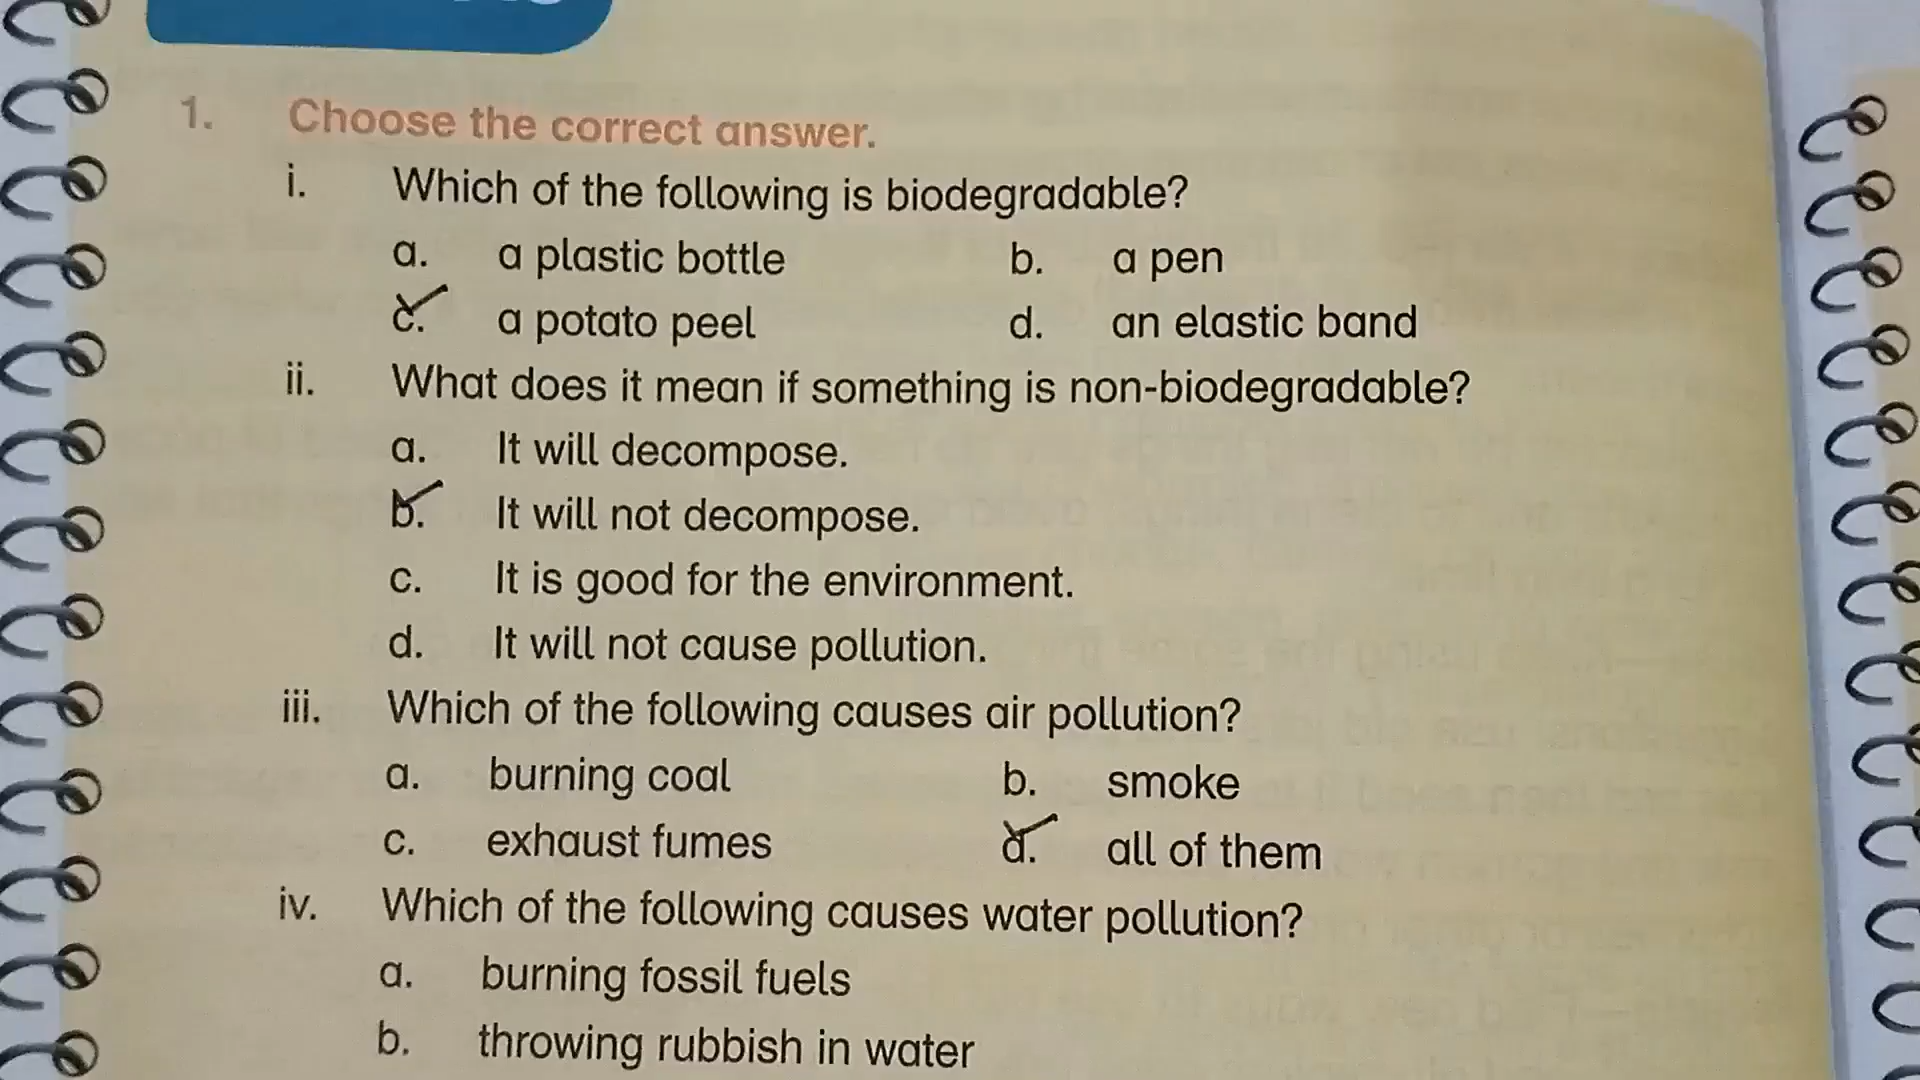 1. Choose the correct answer.
i. Which of the following is biodegradable?
a. a plastic bottle b. a pen
c. a potato peel d. an elastic band
ii. What does it mean if something is non-biodegradable?
a. It will decompose.
b. It will not decompose.
c. It is good for the environment.
d. It will not cause pollution.
iii. Which of the following causes air pollution?
a. burning coal b. smoke
c. exhaust fumes d. all of them
iv. Which of the following causes water pollution?
a. burning fossil fuels
b. throwing rubbish in water